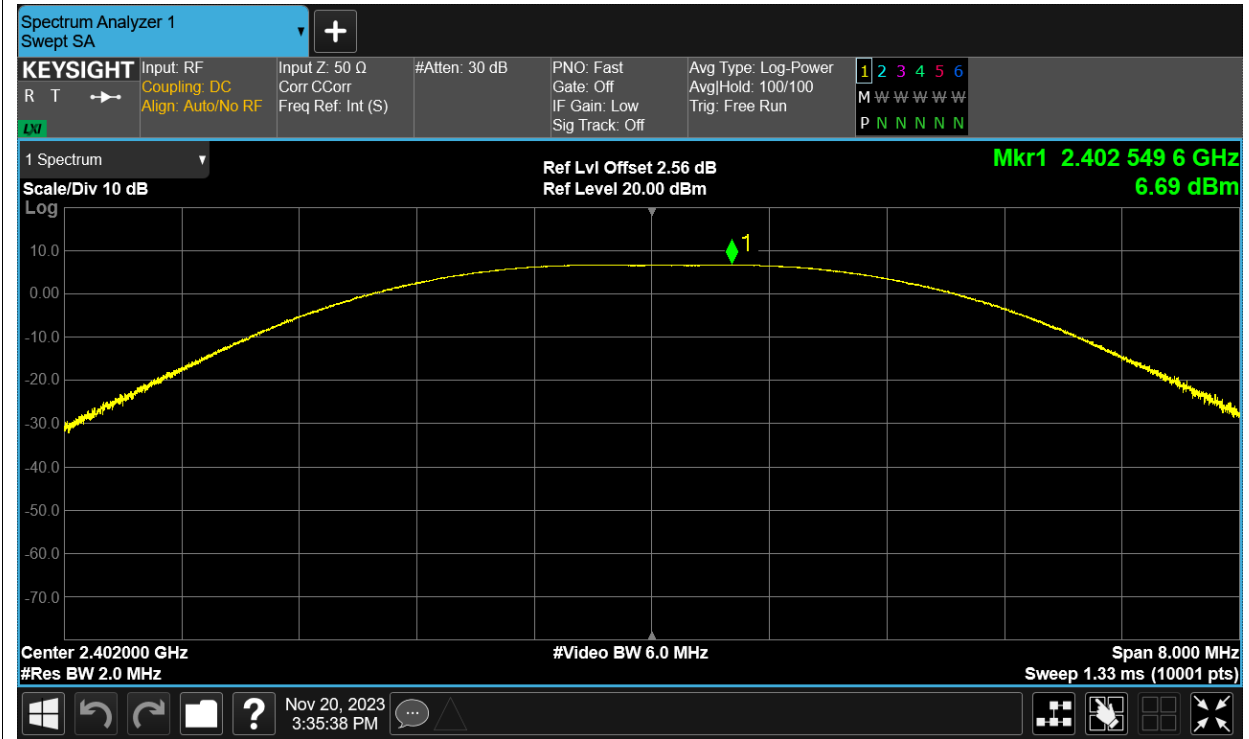 Spectrum Analyzer 1
Swept SA
+
KEYSIGHT
R T
LXI
Input: RF
Coupling: DC
Align: Auto/No RF
Input Z: 50 Ω
Corr CCorr
Freq Ref: Int (S)
#Atten: 30 dB
PNO: Fast
Gate: Off
IF Gain: Low
Sig Track: Off
Avg Type: Log-Power
Avg|Hold: 100/100
Trig: Free Run
1 2 3 4 5 6
M W W W W W
P N N N N N
1 Spectrum
Scale/Div 10 dB
Ref Lvl Offset 2.56 dB
Ref Level 20.00 dBm
Mkr1 2.402 549 6 GHz
6.69 dBm
Log
1
10.0
0.00
-10.0
-20.0
-30.0
-40.0
-50.0
-60.0
-70.0
Center 2.402000 GHz
#Video BW 6.0 MHz
Span 8.000 MHz
#Res BW 2.0 MHz
Sweep 1.33 ms (10001 pts)
?
Nov 20, 2023
3:35:38 PM